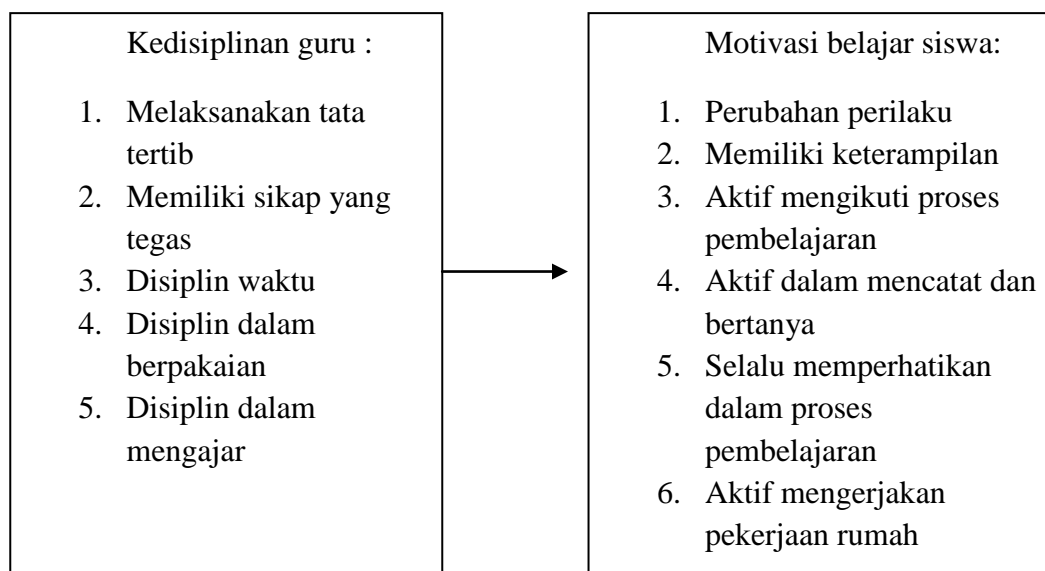 Kedisiplinan guru :
1. Melaksanakan tata
tertib
2. Memiliki sikap yang
tegas
3. Disiplin waktu
4. Disiplin dalam
berpakaian
5. Disiplin dalam
mengajar
Motivasi belajar siswa:
1. Perubahan perilaku
2. Memiliki keterampilan
3. Aktif mengikuti proses
pembelajaran
4. Aktif dalam mencatat dan
bertanya
5. Selalu memperhatikan
dalam proses
pembelajaran
6. Aktif mengerjakan
pekerjaan rumah